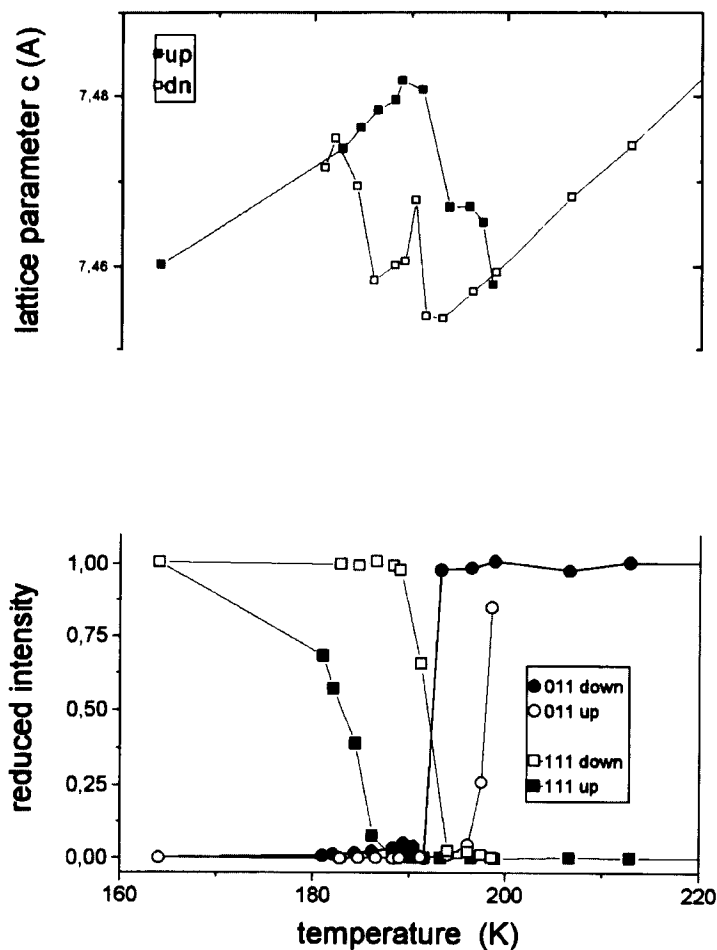 lattice parameter c (A)
up
dn
7,48
7,46
reduced intensity
1,00
0,75
0,50
0,25
0,00
011 down
011 up
111 down
111 up
160
180
200
220
temperature (K)